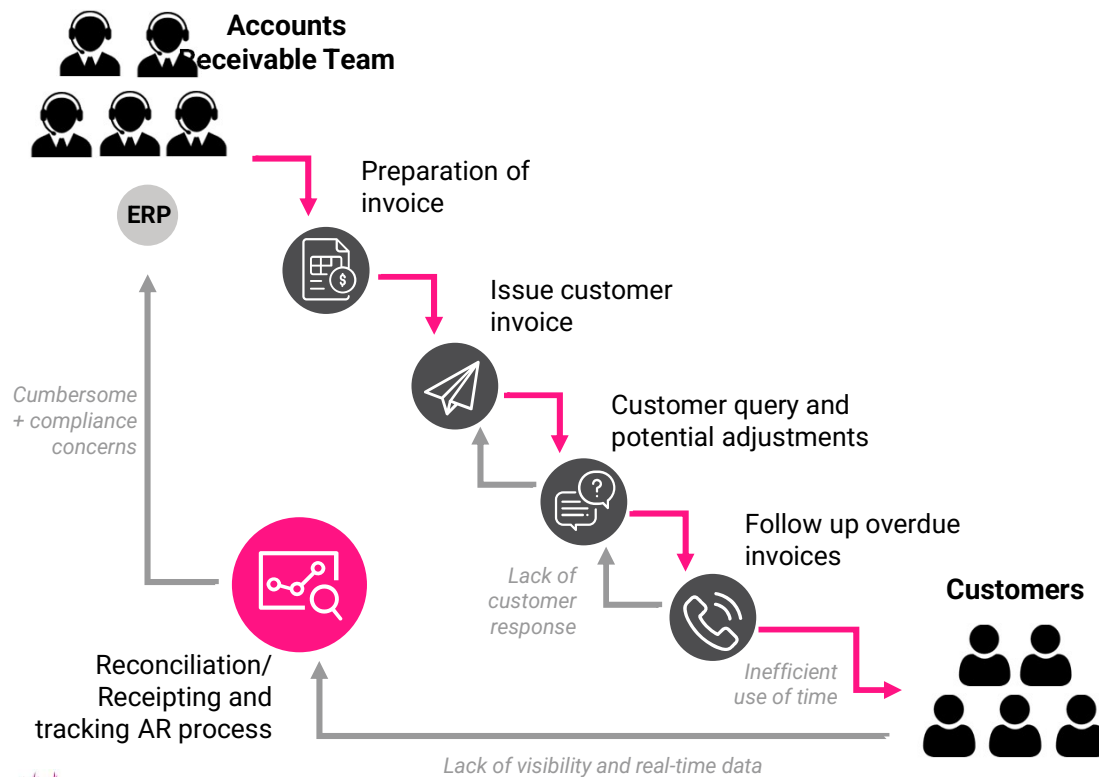 Accounts
Receivable Team
Preparation of
invoice
ERP
$
Issue customer
invoice
Cumbersome
+ compliance
concerns
Customer query and
potential adjustments
?
Follow up overdue
invoices
Lack of
customer
response
Customers
Reconciliation/
Receipting and
tracking AR process
Inefficient
use of time
Lack of visibility and real-time data